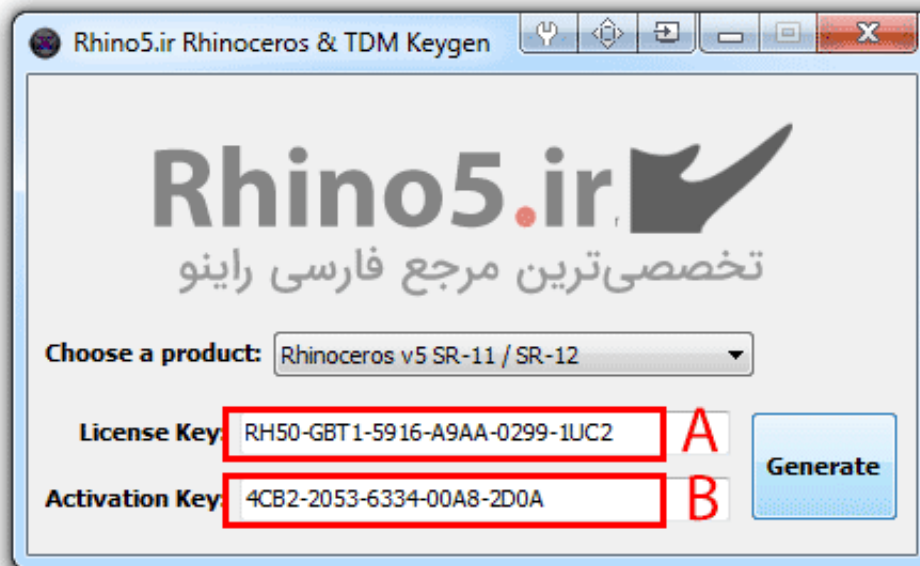 Rhino5.ir Rhinoceros & TDM Keygen
Rhino5.ir
تخصصی‌ترین مرجع فارسی راینو
Choose a product: Rhinoceros v5 SR-11 / SR-12
License Key: RH50-GBT1-5916-A9AA-0299-1UC2 A
Activation Key: 4CB2-2053-6334-00A8-2D0A B
Generate